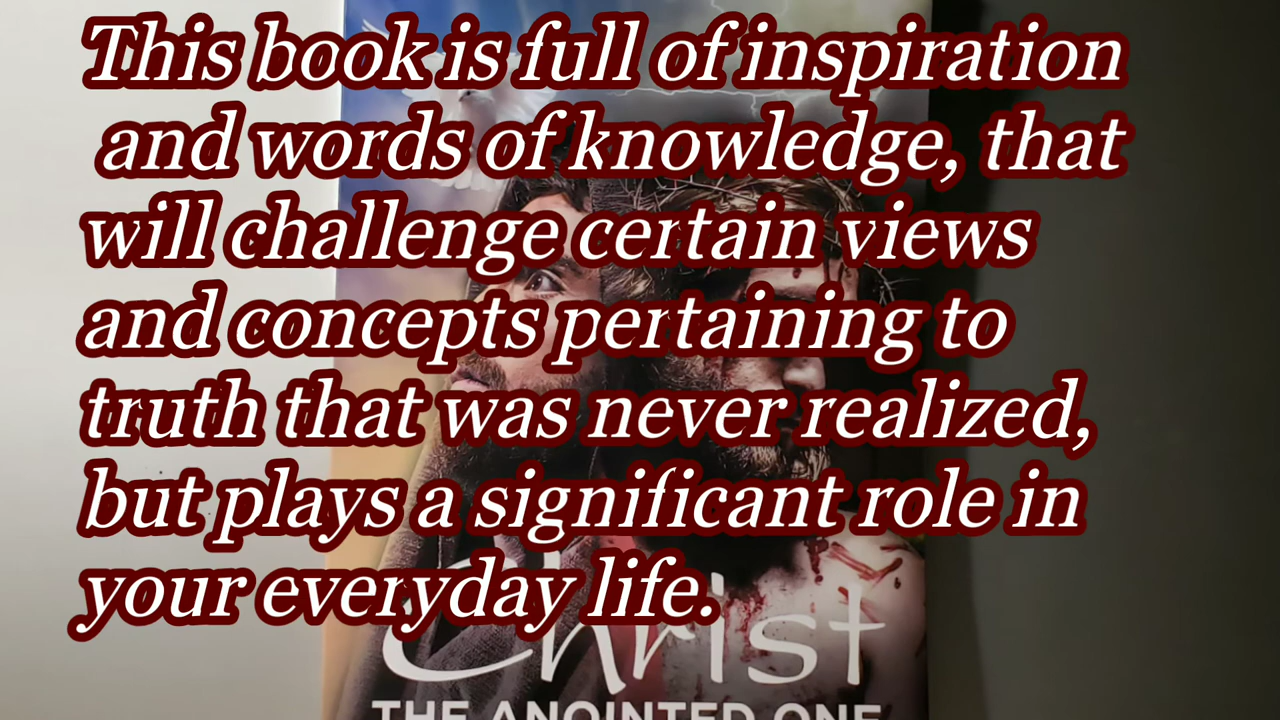 This book is full of inspiration
and words of knowledge, that
will challenge certain views
and concepts pertaining to
truth that was never realized,
but plays a significant role in
your everyday life.
Christ
THE ANOINTED ONE